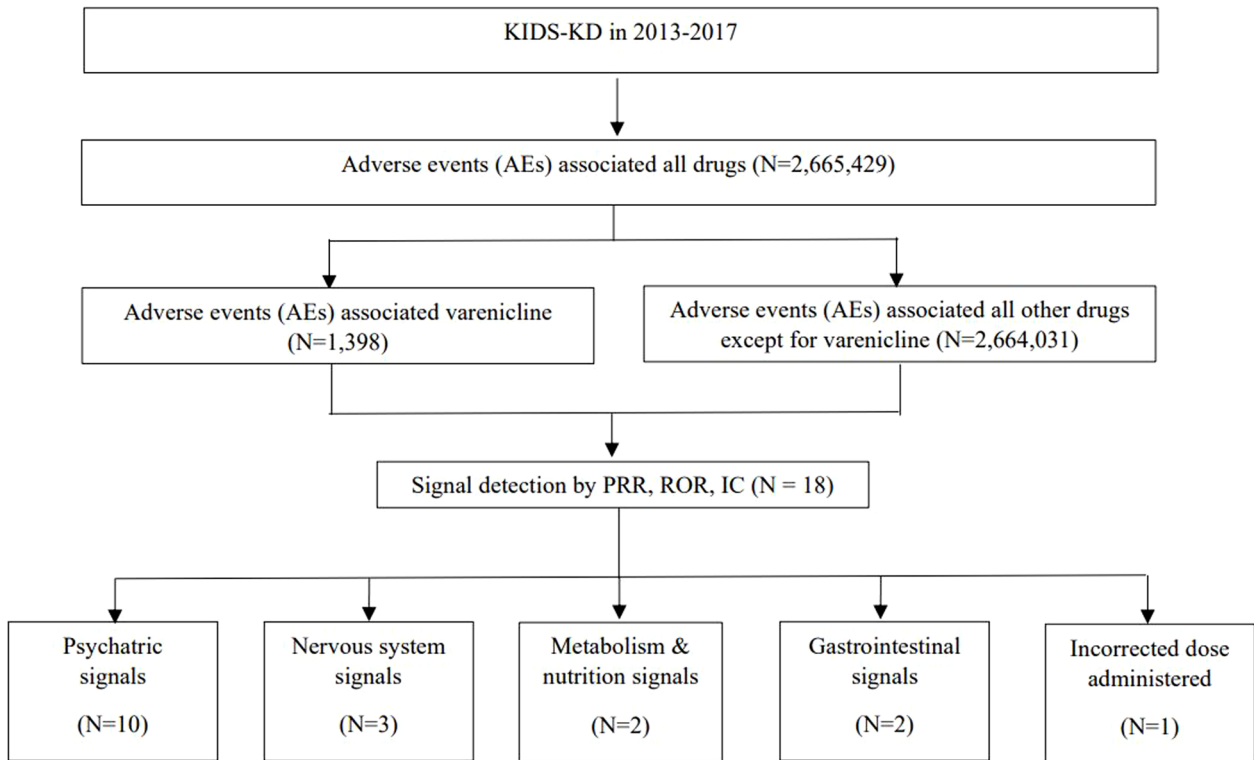 KIDS-KD in 2013-2017
Adverse events (AEs) associated all drugs (N=2,665,429)
Adverse events (AEs) associated varenicline
(N=1,398)
Adverse events (AEs) associated all other drugs
except for varenicline (N=2,664,031)
Signal detection by PRR, ROR, IC (N = 18)
Psychatric
signals
(N=10)
Nervous system
signals
(N=3)
Metabolism &
nutrition signals
(N=2)
Gastrointestinal
signals
(N=2)
Incorrected dose
administered
(N=1)